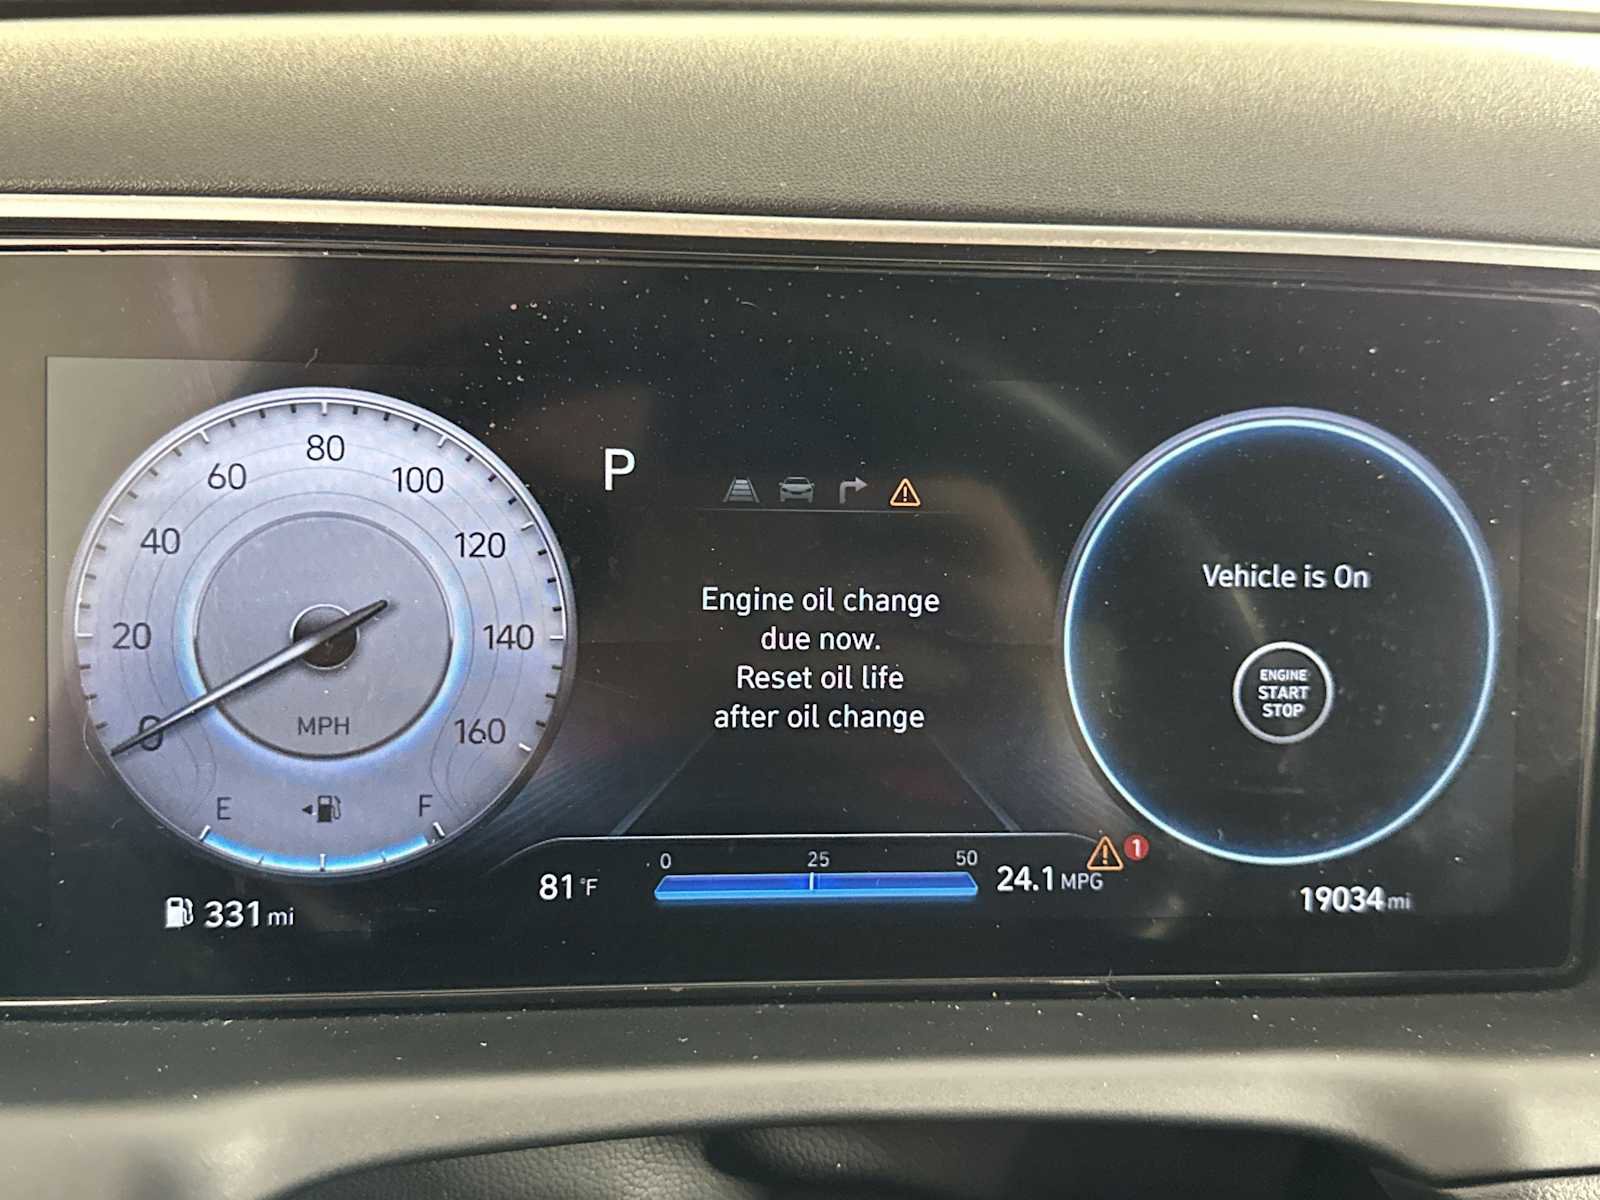 80
60
100
40
120
20
140
0
160
MPH
E
F
331 mi
P
Engine oil change
due now.
Reset oil life
after oil change
0
25
50
81 °F
24.1 MPG
1
Vehicle is On
ENGINE
START
STOP
19034 mi